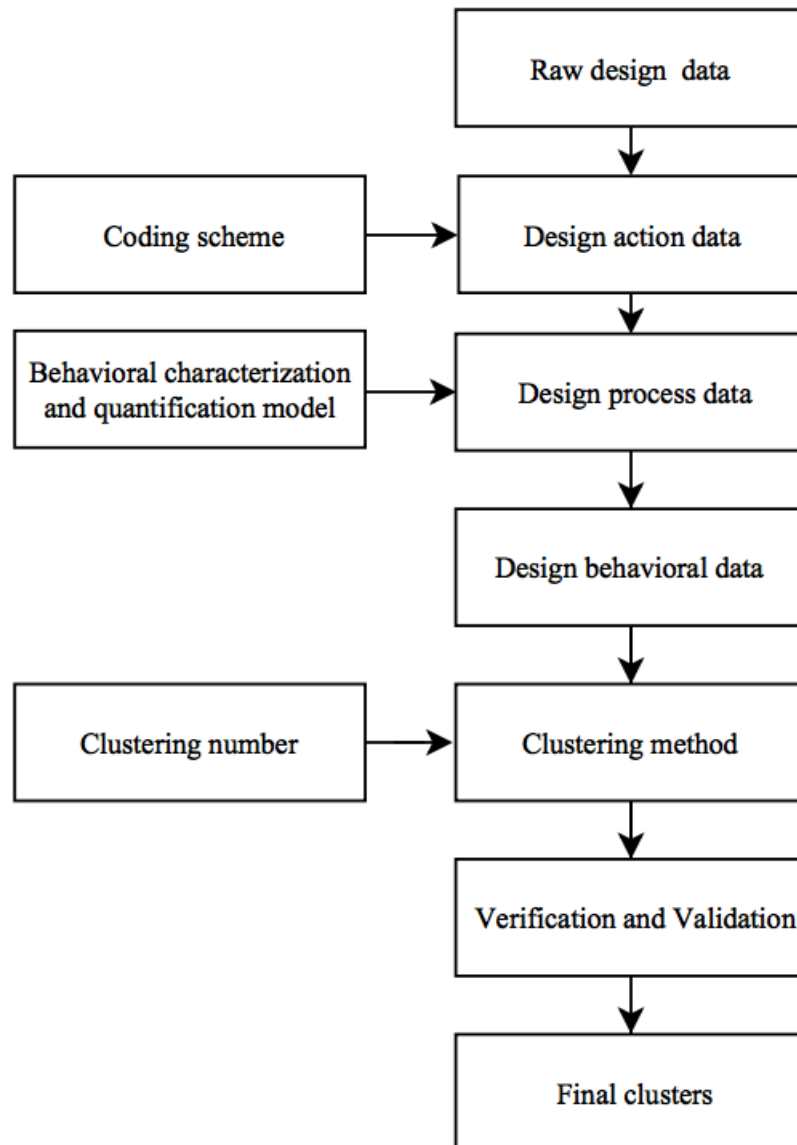 Raw design data
Coding scheme
Design action data
Behavioral characterization
and quantification model
Design process data
Design behavioral data
Clustering number
Clustering method
Verification and Validation
Final clusters